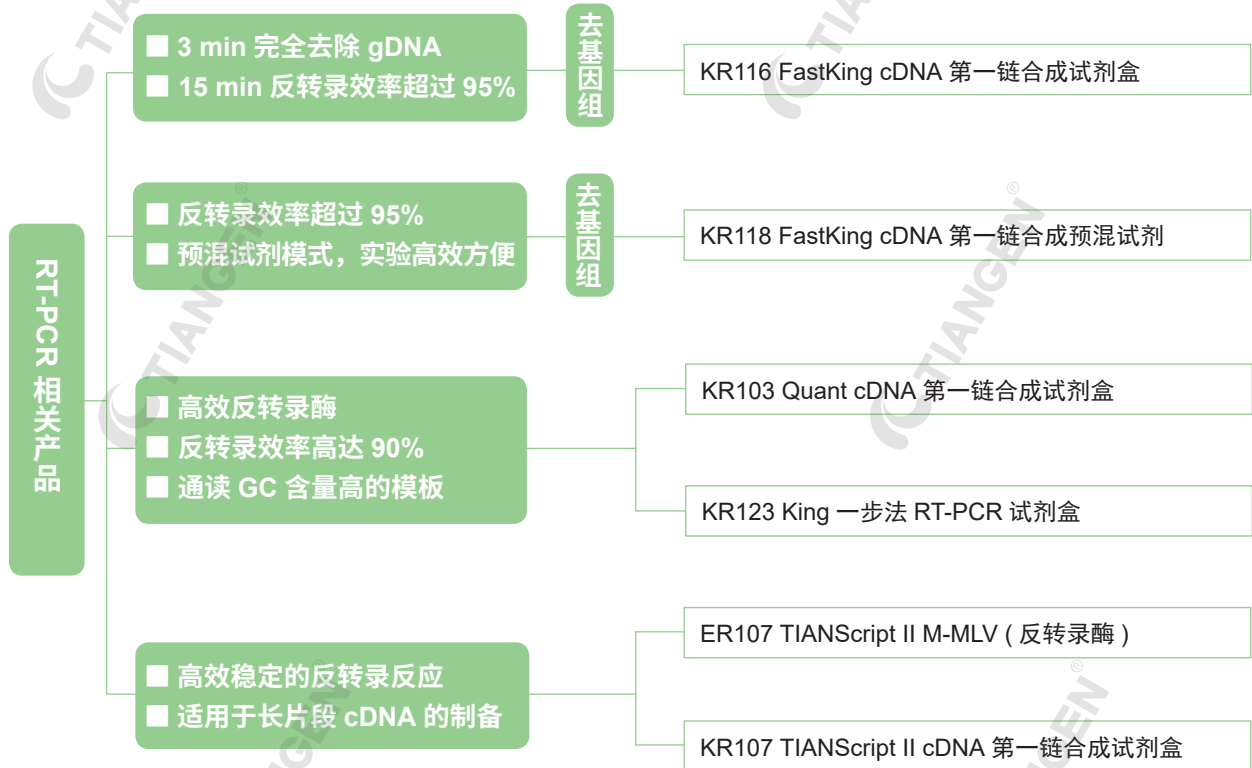 RT-PCR 相关产品
■ 3 min 完全去除 gDNA
■ 15 min 反转录效率超过 95%
去基因组
KR116 FastKing cDNA 第一链合成试剂盒
■ 反转录效率超过 95%
■ 预混试剂模式，实验高效方便
去基因组
KR118 FastKing cDNA 第一链合成预混试剂
■ 高效反转录酶
■ 反转录效率高达 90%
■ 通读 GC 含量高的模板
KR103 Quant cDNA 第一链合成试剂盒
KR123 King 一步法 RT-PCR 试剂盒
■ 高效稳定的反转录反应
■ 适用于长片段 cDNA 的制备
ER107 TIANScript II M-MLV ( 反转录酶 )
KR107 TIANScript II cDNA 第一链合成试剂盒
TIANGEN®
TIANGEN®